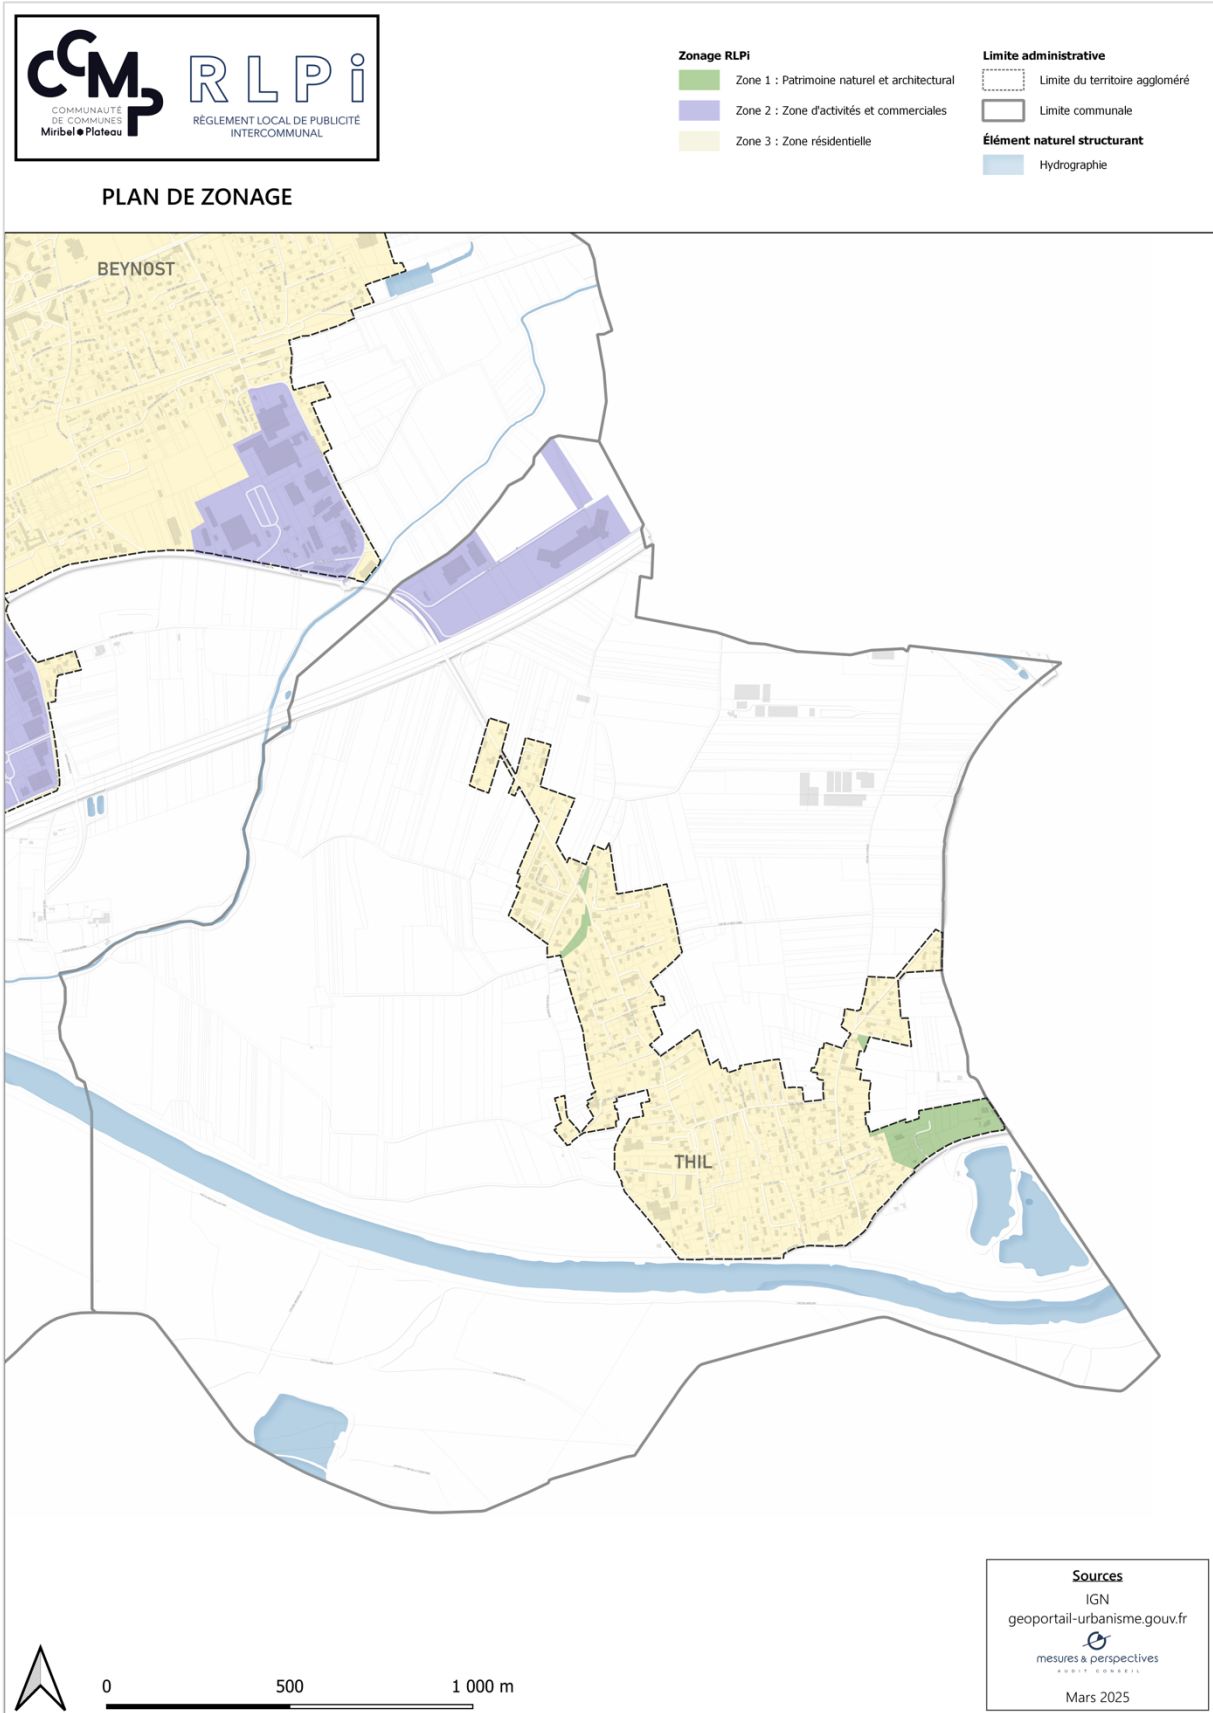 CCMP
COMMUNAUTÉ
DE COMMUNES
Miribel Plateau
RLPi
RÈGLEMENT LOCAL DE PUBLICITÉ
INTERCOMMUNAL
PLAN DE ZONAGE
Zonage RLPi
Zone 1 : Patrimoine naturel et architectural
Zone 2 : Zone d'activités et commerciales
Zone 3 : Zone résidentielle
Limite administrative
Limite du territoire aggloméré
Limite communale
Élément naturel structurant
Hydrographie
BEYNOST
THIL
0 500 1 000 m
Sources
IGN
geoportail-urbanisme.gouv.fr
mesures & perspectives
AUDIT CONSEIL
Mars 2025